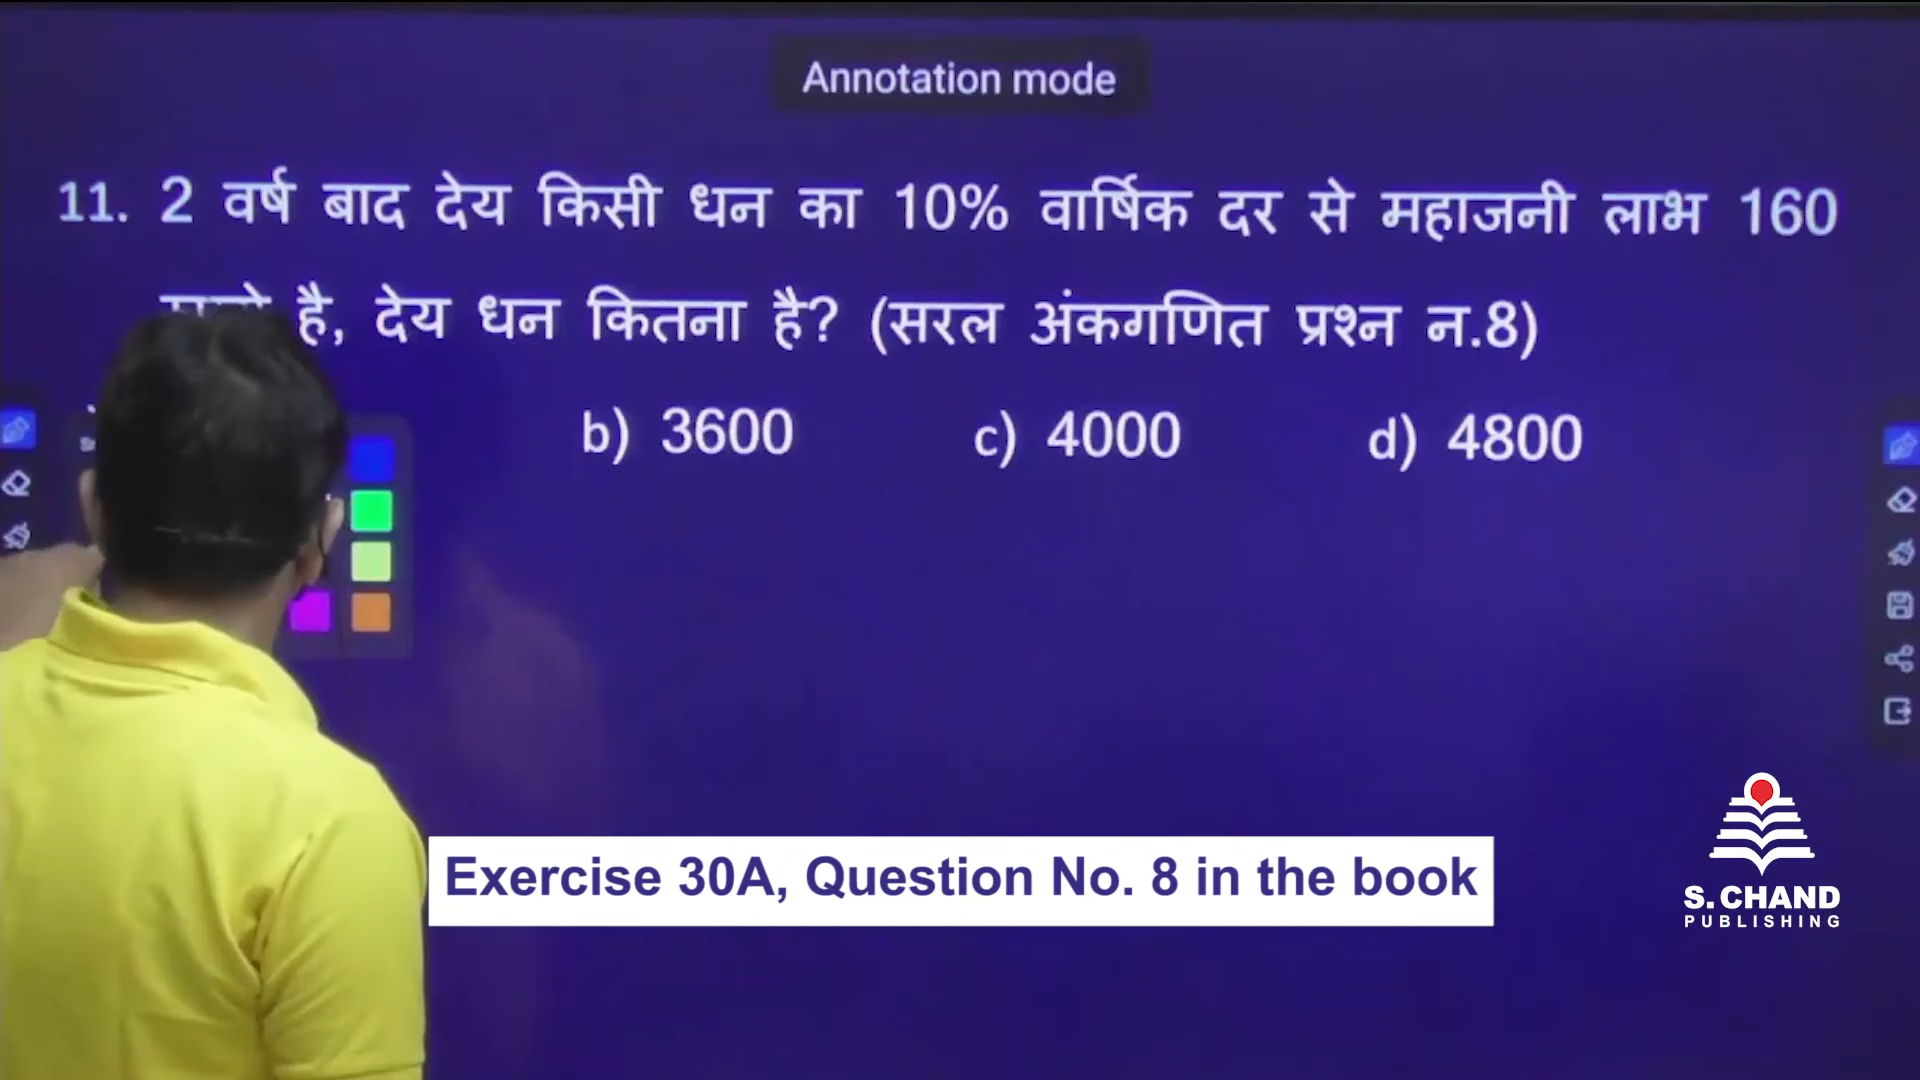 Annotation mode
11. 2 वर्ष बाद देय किसी धन का 10% वार्षिक दर से महाजनी लाभ 160
है, देय धन कितना है? (सरल अंकगणित प्रश्न न.8)
b) 3600 c) 4000 d) 4800
Exercise 30A, Question No. 8 in the book
S. CHAND
PUBLISHING